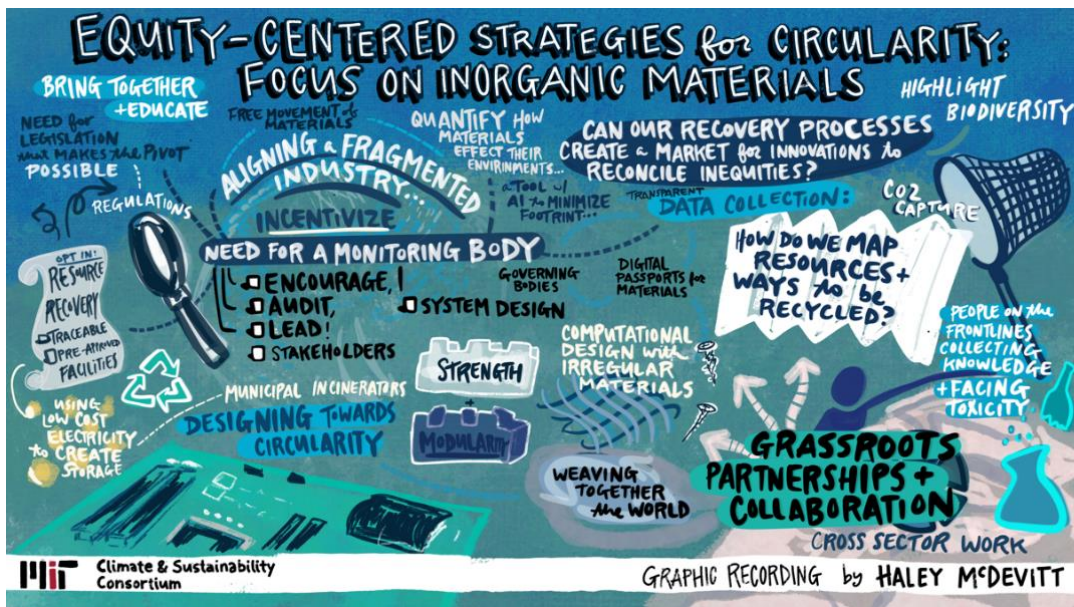 EQUITY-CENTERED STRATEGIES for CIRCULARITY:
FOCUS ON INORGANIC MATERIALS
BRING TOGETHER
+EDUCATE
NEED for
LEGISLATION
that MAKES the PIVOT
POSSIBLE
REGULATIONS
FREE MOVEMENT of
MATERIALS
ALIGNING a FRAGMENTED
INDUSTRY...
INCENTIVIZE
QUANTIFY HOW
MATERIALS
EFFECT THEIR
ENVIRINMENTS...
a TOOL w/
AI to MINIMIZE
FOOTPRINT...
CAN OUR RECOVERY PROCESSES
CREATE a MARKET for INNOVATIONS to
RECONCILE INEQUITIES?
HIGHLIGHT
BIODIVERSITY
TRANSPARENT
DATA COLLECTION:
CO2
CAPTURE
HOW DO WE MAP
RESOURCES +
WAYS to be
RECYCLED?
NEED FOR A MONITORING BODY
ENCOURAGE,
AUDIT,
LEAD!
STAKEHOLDERS
SYSTEM DESIGN
GOVERNING
BODIES
DIGITAL
PASSPORTS for
MATERIALS
OPT IN!
RESOURCE
RECOVERY
TRACEABLE
PRE-APPROVED
FACILITIES
USING
LOW COST
ELECTRICITY
to CREATE
STORAGE
MUNICIPAL INCINERATORS
DESIGNING TOWARDS
CIRCULARITY
STRENGTH
+
MODULARITY
COMPUTATIONAL
DESIGN with
IRREGULAR
MATERIALS
WEAVING
TOGETHER
the WORLD
PEOPLE ON the
FRONTLINES
COLLECTING
KNOWLEDGE
+FACING
TOXICITY
GRASSROOTS
PARTNERSHIPS +
COLLABORATION
CROSS SECTOR WORK
MIT Climate & Sustainability
Consortium
GRAPHIC RECORDING by HALEY McDEVITT